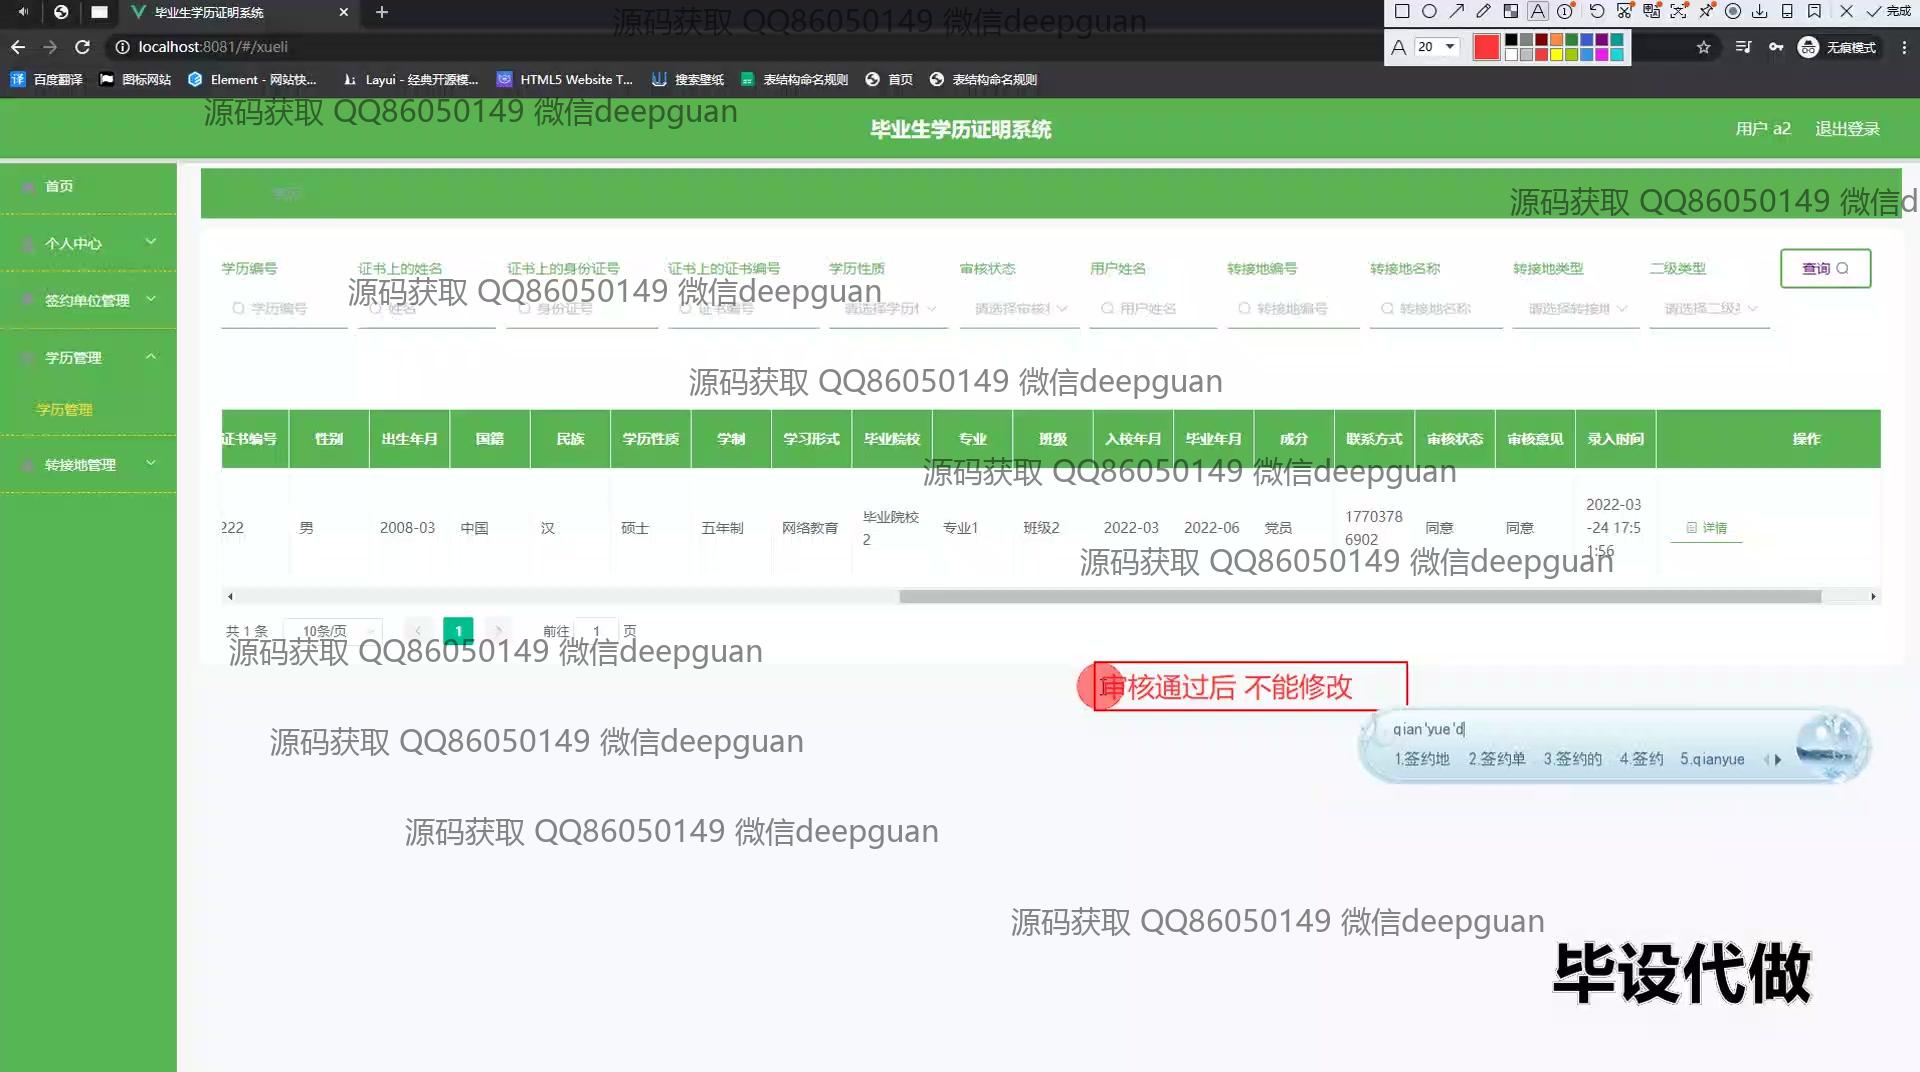 毕业生学历证明系统
源码获取 QQ86050149 微信deepguan
完成
localhost:8081/#/xueli
20
无痕模式
百度翻译 图标网站 Element - 网站快... Layui - 经典开源模... HTML5 Website T... 搜索壁纸 表结构命名规则 首页 表结构命名规则
源码获取 QQ86050149 微信deepguan
毕业生学历证明系统
用户 a2 退出登录
首页
学历
源码获取 QQ86050149 微信d
个人中心
学历编号 证书上的姓名 证书上的身份证号 证书上的证书编号 学历性质 审核状态 用户姓名 转接地编号 转接地名称 转接地类型 二级类型 查询
源码获取 QQ86050149 微信deepguan
签约单位管理
学历编号 姓名 身份证号 证书编号 请选择学历 请选择审核 用户姓名 转接地编号 转接地名称 请选择转接地 请选择二级
学历管理
源码获取 QQ86050149 微信deepguan
学历管理
证书编号 性别 出生年月 国籍 民族 学历性质 学制 学习形式 毕业院校 专业 班级 入校年月 毕业年月 成分 联系方式 审核状态 审核意见 录入时间 操作
转接地管理
源码获取 QQ86050149 微信deepguan
222 男 2008-03 中国 汉 硕士 五年制 网络教育 毕业院校2 专业1 班级2 2022-03 2022-06 党员 17703786902 同意 同意 2022-03-24 17:51:56 详情
源码获取 QQ86050149 微信deepguan
共 1 条 10条/页 1 前往 1 页
源码获取 QQ86050149 微信deepguan
审核通过后 不能修改
qian'yue'd
1.签约地 2.签约单 3.签约的 4.签约 5.qianyue
源码获取 QQ86050149 微信deepguan
源码获取 QQ86050149 微信deepguan
源码获取 QQ86050149 微信deepguan
毕设代做